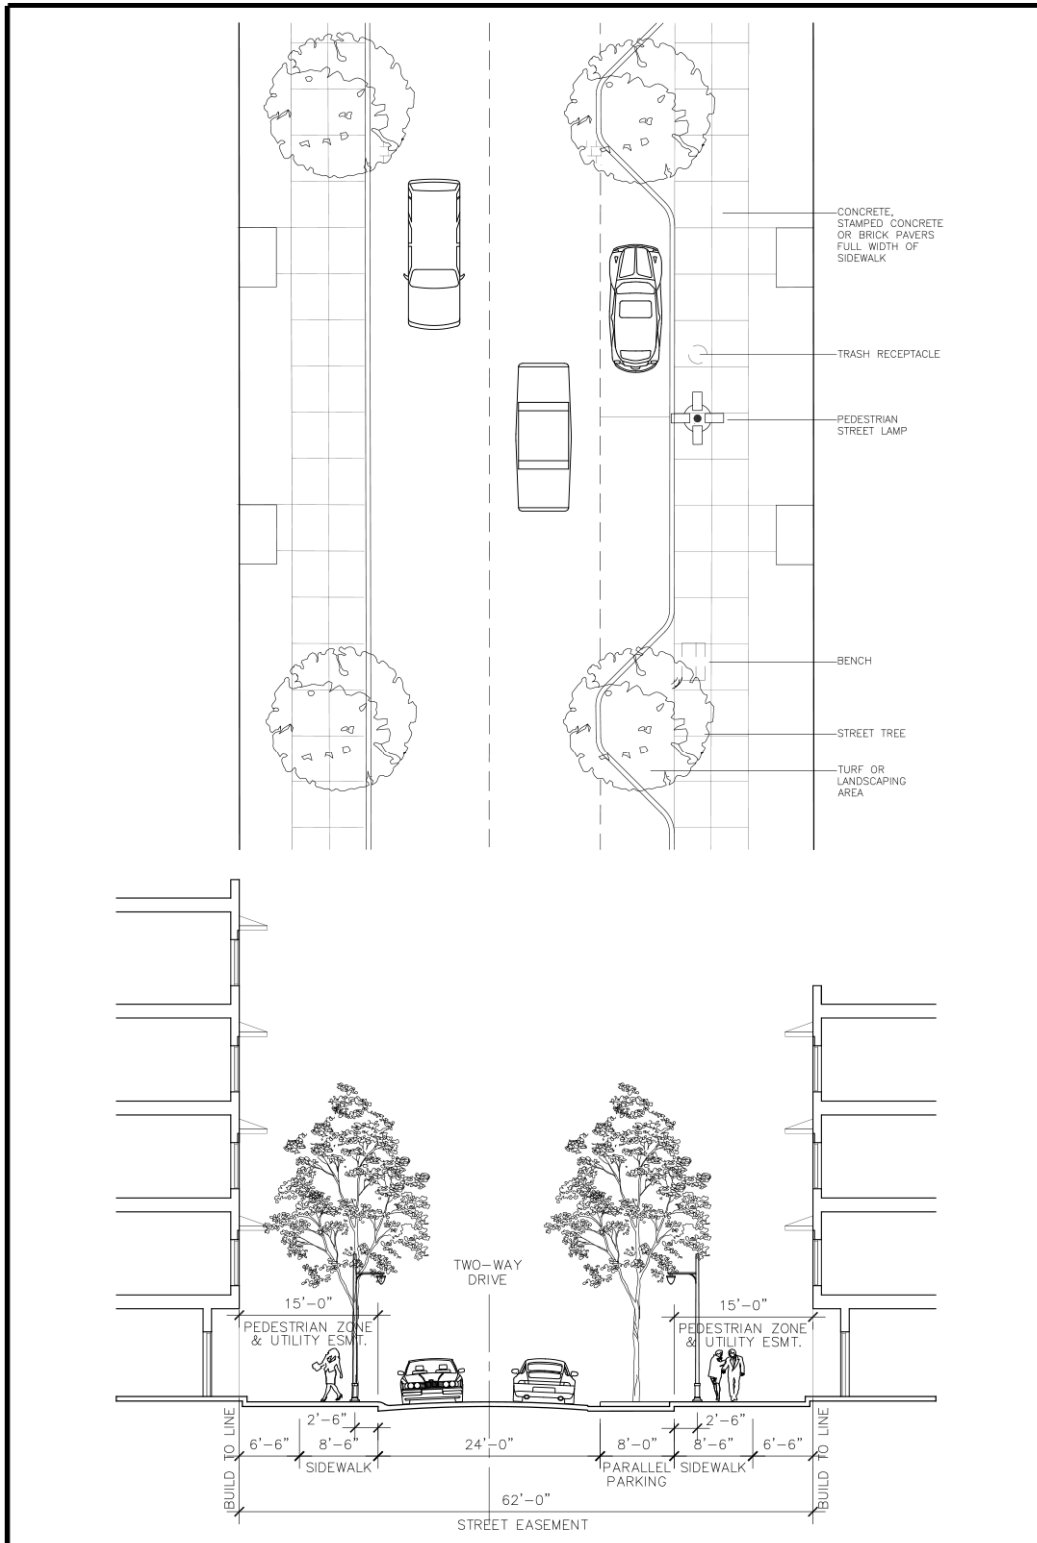 CONCRETE,
STAMPED CONCRETE
OR BRICK PAVERS
FULL WIDTH OF
SIDEWALK
TRASH RECEPTACLE
PEDESTRIAN
STREET LAMP
BENCH
STREET TREE
TURF OR
LANDSCAPING
AREA
TWO-WAY
DRIVE
15'-0"
PEDESTRIAN ZONE
& UTILITY ESMT.
15'-0"
PEDESTRIAN ZONE
& UTILITY ESMT.
2'-6"
2'-6"
6'-6"
8'-6"
24'-0"
8'-0"
8'-6"
6'-6"
SIDEWALK
PARALLEL
PARKING
SIDEWALK
BUILD TO LINE
BUILD TO LINE
62'-0"
STREET EASEMENT